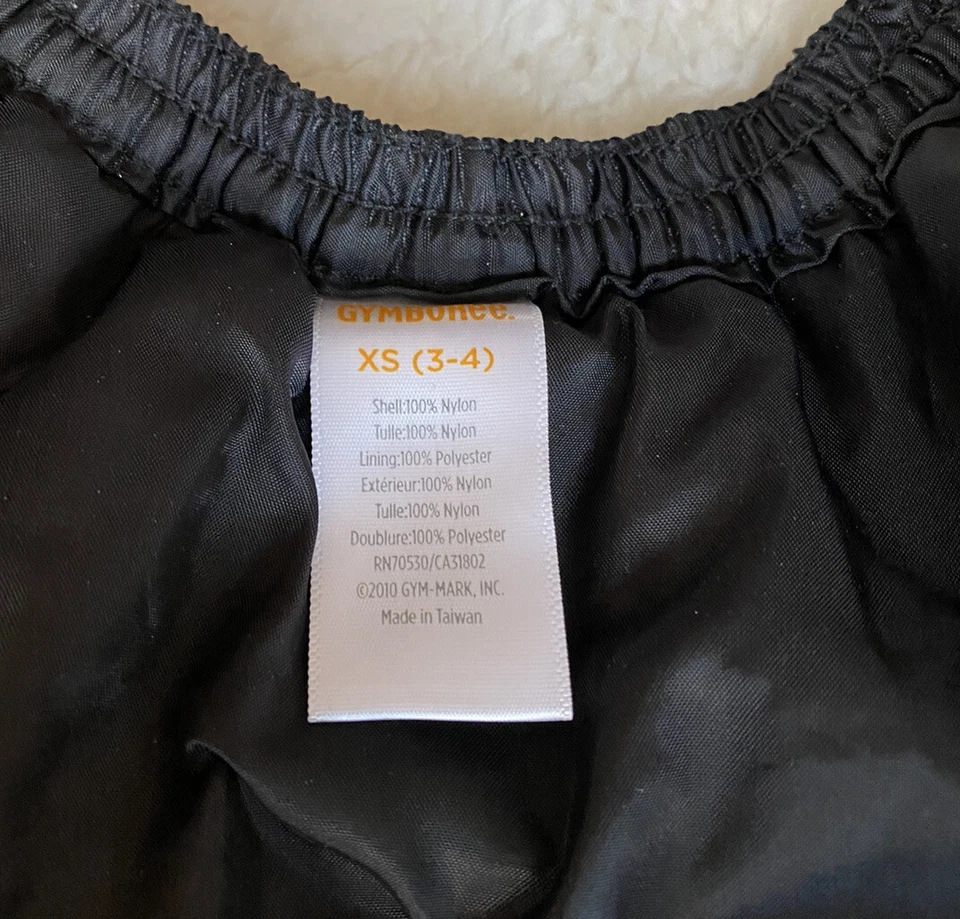 GYMBOree.
XS (3-4)
Shell:100% Nylon
Tulle:100% Nylon
Lining:100% Polyester
Extérieur:100% Nylon
Tulle:100% Nylon
Doublure:100% Polyester
RN70530/CA31802
©2010 GYM-MARK, INC.
Made in Taiwan